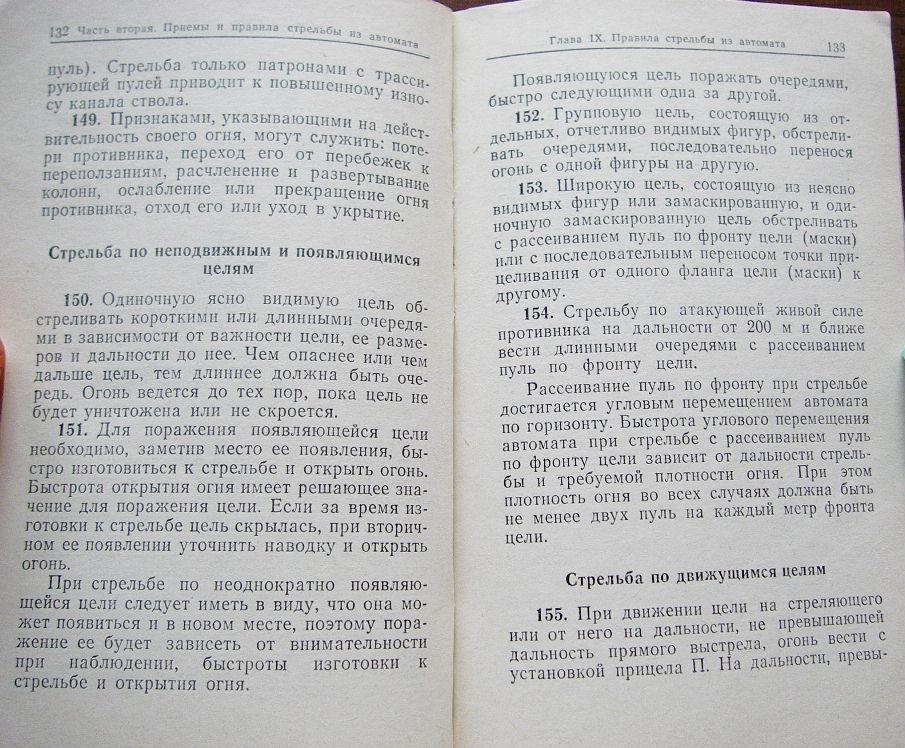 132 Часть вторая. Приемы и правила стрельбы из автомата
пуль). Стрельба только патронами с трасси-
рующей пулей приводит к повышенному изно-
су канала ствола.
149. Признаками, указывающими на дейст-
вительность своего огня, могут служить: поте-
ри противника, переход его от перебежек к
переползаниям, расчленение и развертывание
колонн, ослабление или прекращение огня
противника, отход его или уход в укрытие.
Стрельба по неподвижным и появляющимся
целям
150. Одиночную ясно видимую цель об-
стреливать короткими или длинными очередя-
ми в зависимости от важности цели, ее разме-
ров и дальности до нее. Чем опаснее или чем
дальше цель, тем длиннее должна быть оче-
редь. Огонь ведется до тех пор, пока цель не
будет уничтожена или не скроется.
151. Для поражения появляющейся цели
необходимо, заметив место ее появления, бы-
стро изготовиться к стрельбе и открыть огонь.
Быстрота открытия огня имеет решающее зна-
чение для поражения цели. Если за время из-
готовки к стрельбе цель скрылась, при вторич-
ном ее появлении уточнить наводку и открыть
огонь.
При стрельбе по неоднократно появляю-
щейся цели следует иметь в виду, что она мо-
жет появиться и в новом месте, поэтому пора-
жение ее будет зависеть от внимательности
при наблюдении, быстроты изготовки к
стрельбе и открытия огня.
Глава IX. Правила стрельбы из автомата 133
Появляющуюся цель поражать очередями,
быстро следующими одна за другой.
152. Групповую цель, состоящую из от-
дельных, отчетливо видимых фигур, обстрели-
вать очередями, последовательно перенося
огонь с одной фигуры на другую.
153. Широкую цель, состоящую из неясно
видимых фигур или замаскированную, и оди-
ночную замаскированную цель обстреливать
с рассеиванием пуль по фронту цели (маски)
или с последовательным переносом точки при-
целивания от одного фланга цели (маски) к
другому.
154. Стрельбу по атакующей живой силе
противника на дальности от 200 м и ближе
вести длинными очередями с рассеиванием
пуль по фронту цели.
Рассеивание пуль по фронту при стрельбе
достигается угловым перемещением автомата
по горизонту. Быстрота углового перемещения
автомата при стрельбе с рассеиванием пуль
по фронту цели зависит от дальности стрель-
бы и требуемой плотности огня. При этом
плотность огня во всех случаях должна быть
не менее двух пуль на каждый метр фронта
цели.
Стрельба по движущимся целям
155. При движении цели на стреляющего
или от него на дальности, не превышающей
дальность прямого выстрела, огонь вести с
установкой прицела П. На дальности, превы-